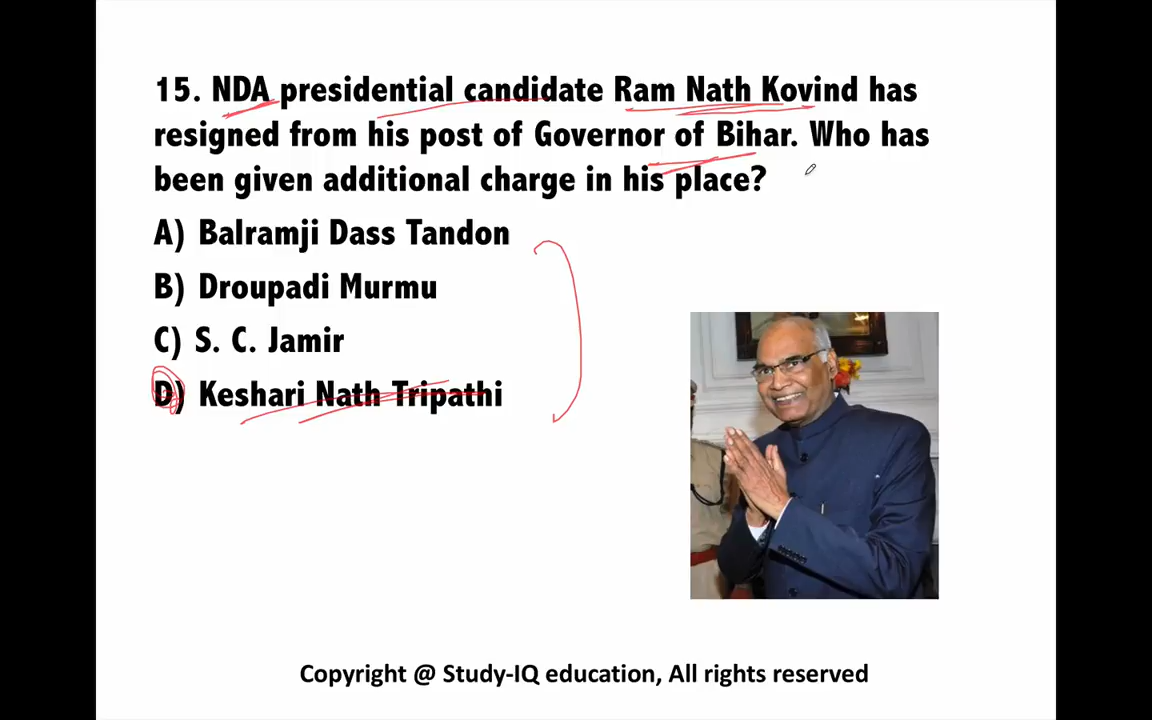 15. NDA presidential candidate Ram Nath Kovind has
resigned from his post of Governor of Bihar. Who has
been given additional charge in his place?
A) Balramji Dass Tandon
B) Droupadi Murmu
C) S. C. Jamir
D) Keshari Nath Tripathi
Copyright @ Study-IQ education, All rights reserved